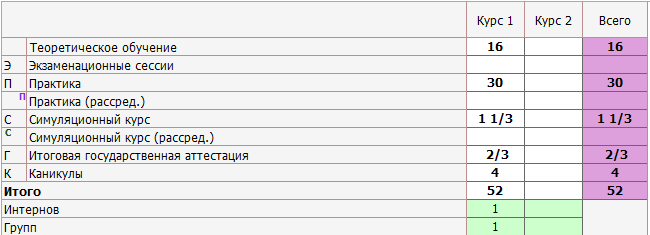 Курс 1 Курс 2 Всего
Теоретическое обучение 16 16
Э Экзаменационные сессии
П Практика 30 30
П Практика (рассред.)
С Симуляционный курс 1 1/3 1 1/3
С Симуляционный курс (рассред.)
Г Итоговая государственная аттестация 2/3 2/3
К Каникулы 4 4
Итого 52 52
Интернов 1
Групп 1